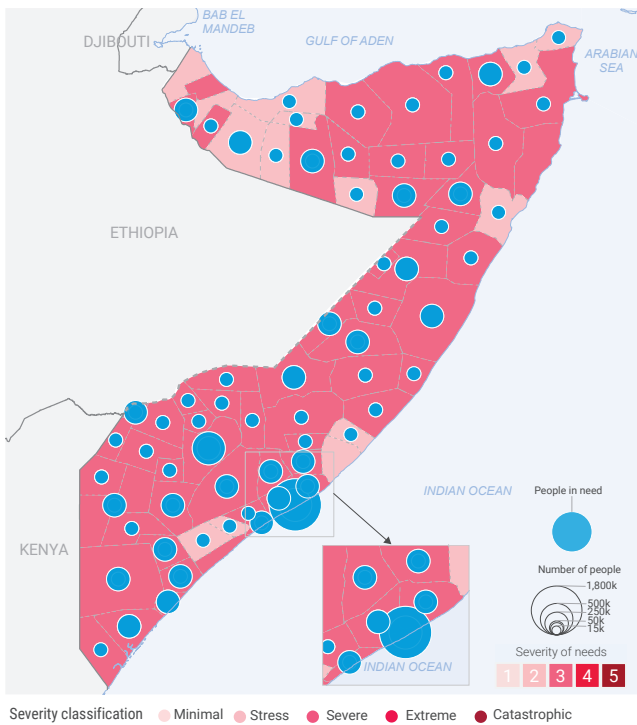 BAB EL
MANDEB
DJIBOUTI
GULF OF ADEN
ARABIAN
SEA
ETHIOPIA
INDIAN OCEAN
People in need
KENYA
Number of people
1,800k
500k
250k
50k
15k
INDIAN OCEAN
Severity of needs
1 2 3 4 5
Severity classification Minimal Stress Severe Extreme Catastrophic